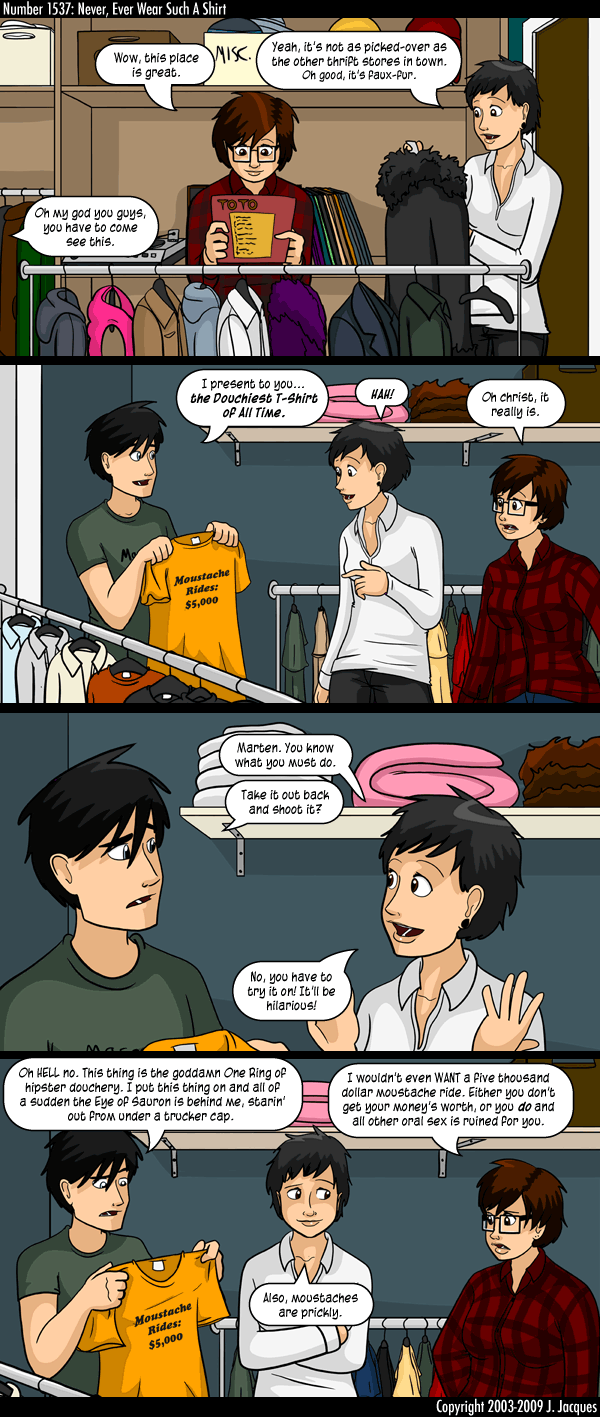 Number 1537: Never, Ever Wear Such A Shirt
Wow, this place
is great.
MISC.
Yeah, it's not as picked-over as
the other thrift stores in town.
Oh good, it's faux-fur.
TOTO
Oh my god you guys,
you have to come
see this.
I present to you...
the Douchiest T-Shirt
of All Time.
HAH!
Oh christ, it
really is.
Moustache
Rides:
$5,000
Marten. You know
what you must do.
Take it out back
and shoot it?
No, you have to
try it on! It'll be
hilarious!
Oh HELL no. This thing is the goddamn One Ring of
hipster douchery. I put this thing on and all of
a sudden the Eye of Sauron is behind me, starin'
out from under a trucker cap.
I wouldn't even WANT a five thousand
dollar moustache ride. Either you don't
get your money's worth, or you do and
all other oral sex is ruined for you.
Also, moustaches
are prickly.
Moustache
Rides:
$5,000
Copyright 2003-2009 J. Jacques